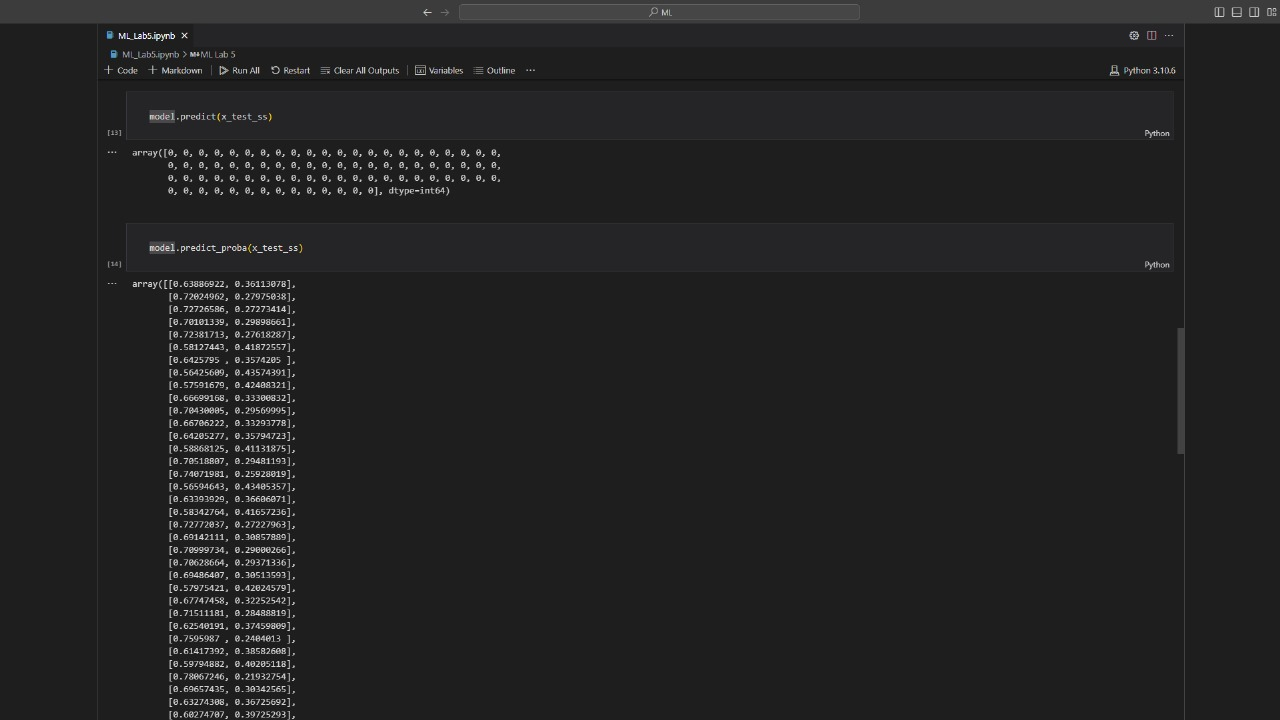 ML
ML_Lab5.ipynb
ML_Lab5.ipynb > M↓ML Lab 5
+ Code + Markdown Run All Restart Clear All Outputs Variables Outline ... Python 3.10.6
model.predict(x_test_ss)
[13]
Python
... array([0, 0, 0, 0, 0, 0, 0, 0, 0, 0, 0, 0, 0, 0, 0, 0, 0, 0, 0, 0, 0, 0,
0, 0, 0, 0, 0, 0, 0, 0, 0, 0, 0, 0, 0, 0, 0, 0, 0, 0, 0, 0, 0, 0,
0, 0, 0, 0, 0, 0, 0, 0, 0, 0, 0, 0, 0, 0, 0, 0, 0, 0, 0, 0, 0, 0,
0, 0, 0, 0, 0, 0, 0, 0, 0, 0, 0, 0, 0, 0], dtype=int64)
model.predict_proba(x_test_ss)
[14]
Python
... array([[0.63886922, 0.36113078],
[0.72024962, 0.27975038],
[0.72726586, 0.27273414],
[0.70101339, 0.29898661],
[0.72381713, 0.27618287],
[0.58127443, 0.41872557],
[0.6425795 , 0.3574205 ],
[0.56425609, 0.43574391],
[0.57591679, 0.42408321],
[0.66699168, 0.33300832],
[0.70430005, 0.29569995],
[0.66706222, 0.33293778],
[0.64205277, 0.35794723],
[0.58868125, 0.41131875],
[0.70518807, 0.29481193],
[0.74071981, 0.25928019],
[0.56594643, 0.43405357],
[0.63393929, 0.36606071],
[0.58342764, 0.41657236],
[0.72772037, 0.27227963],
[0.69142111, 0.30857889],
[0.70999734, 0.29000266],
[0.70628664, 0.29371336],
[0.69486407, 0.30513593],
[0.57975421, 0.42024579],
[0.67747458, 0.32252542],
[0.71511181, 0.28488819],
[0.62540191, 0.37459809],
[0.7595987 , 0.2404013 ],
[0.61417392, 0.38582608],
[0.59794882, 0.40205118],
[0.78067246, 0.21932754],
[0.69657435, 0.30342565],
[0.63274308, 0.36725692],
[0.60274707, 0.39725293],